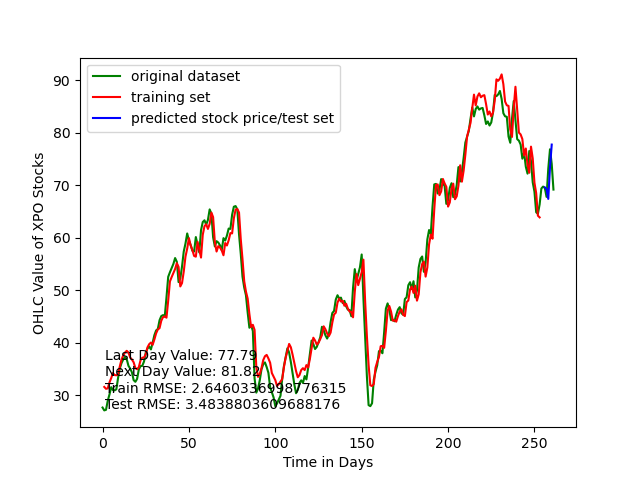 original dataset
training set
predicted stock price/test set
90
80
70
60
50
40
30
OHLC Value of XPO Stocks
Last Day Value: 77.79
Next Day Value: 81.82
Train RMSE: 2.6460336998776315
Test RMSE: 3.4838803609688176
0
50
100
150
200
250
Time in Days